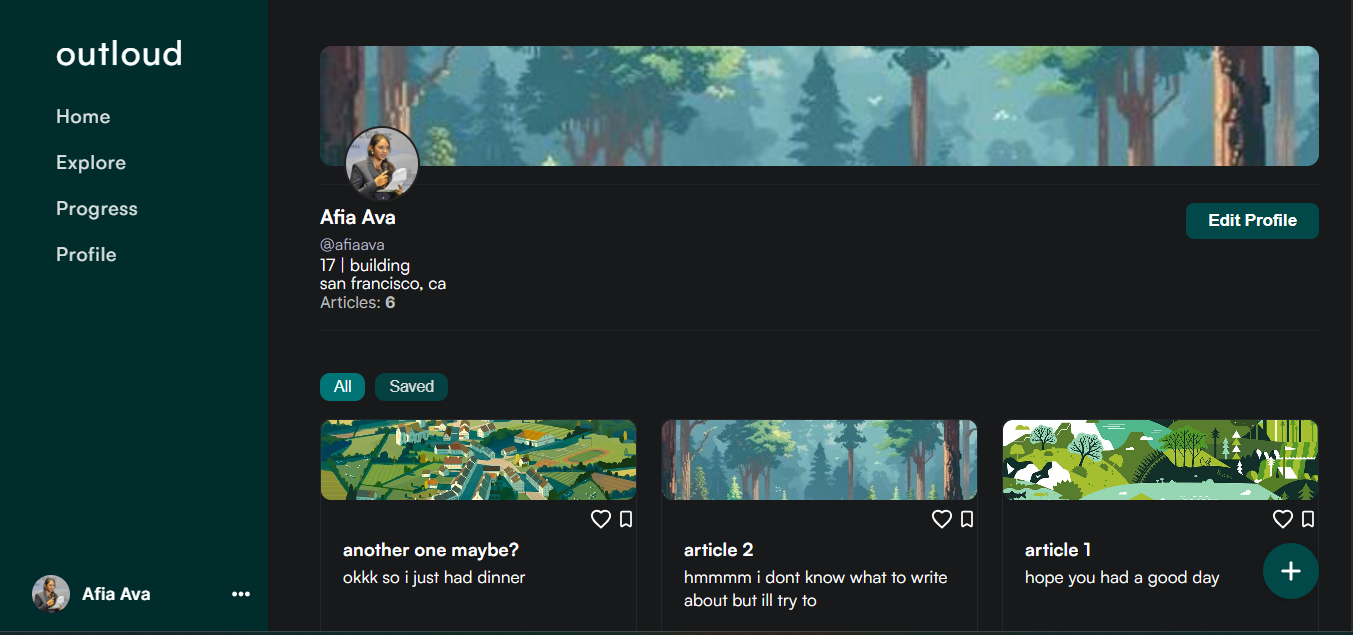 outloud
Home
Explore
Progress
Profile
Afia Ava
Afia Ava
@afiaava
17 | building
san francisco, ca
Articles: 6
Edit Profile
All
Saved
another one maybe?
okkk so i just had dinner
article 2
hmmmm i dont know what to write
about but ill try to
article 1
hope you had a good day